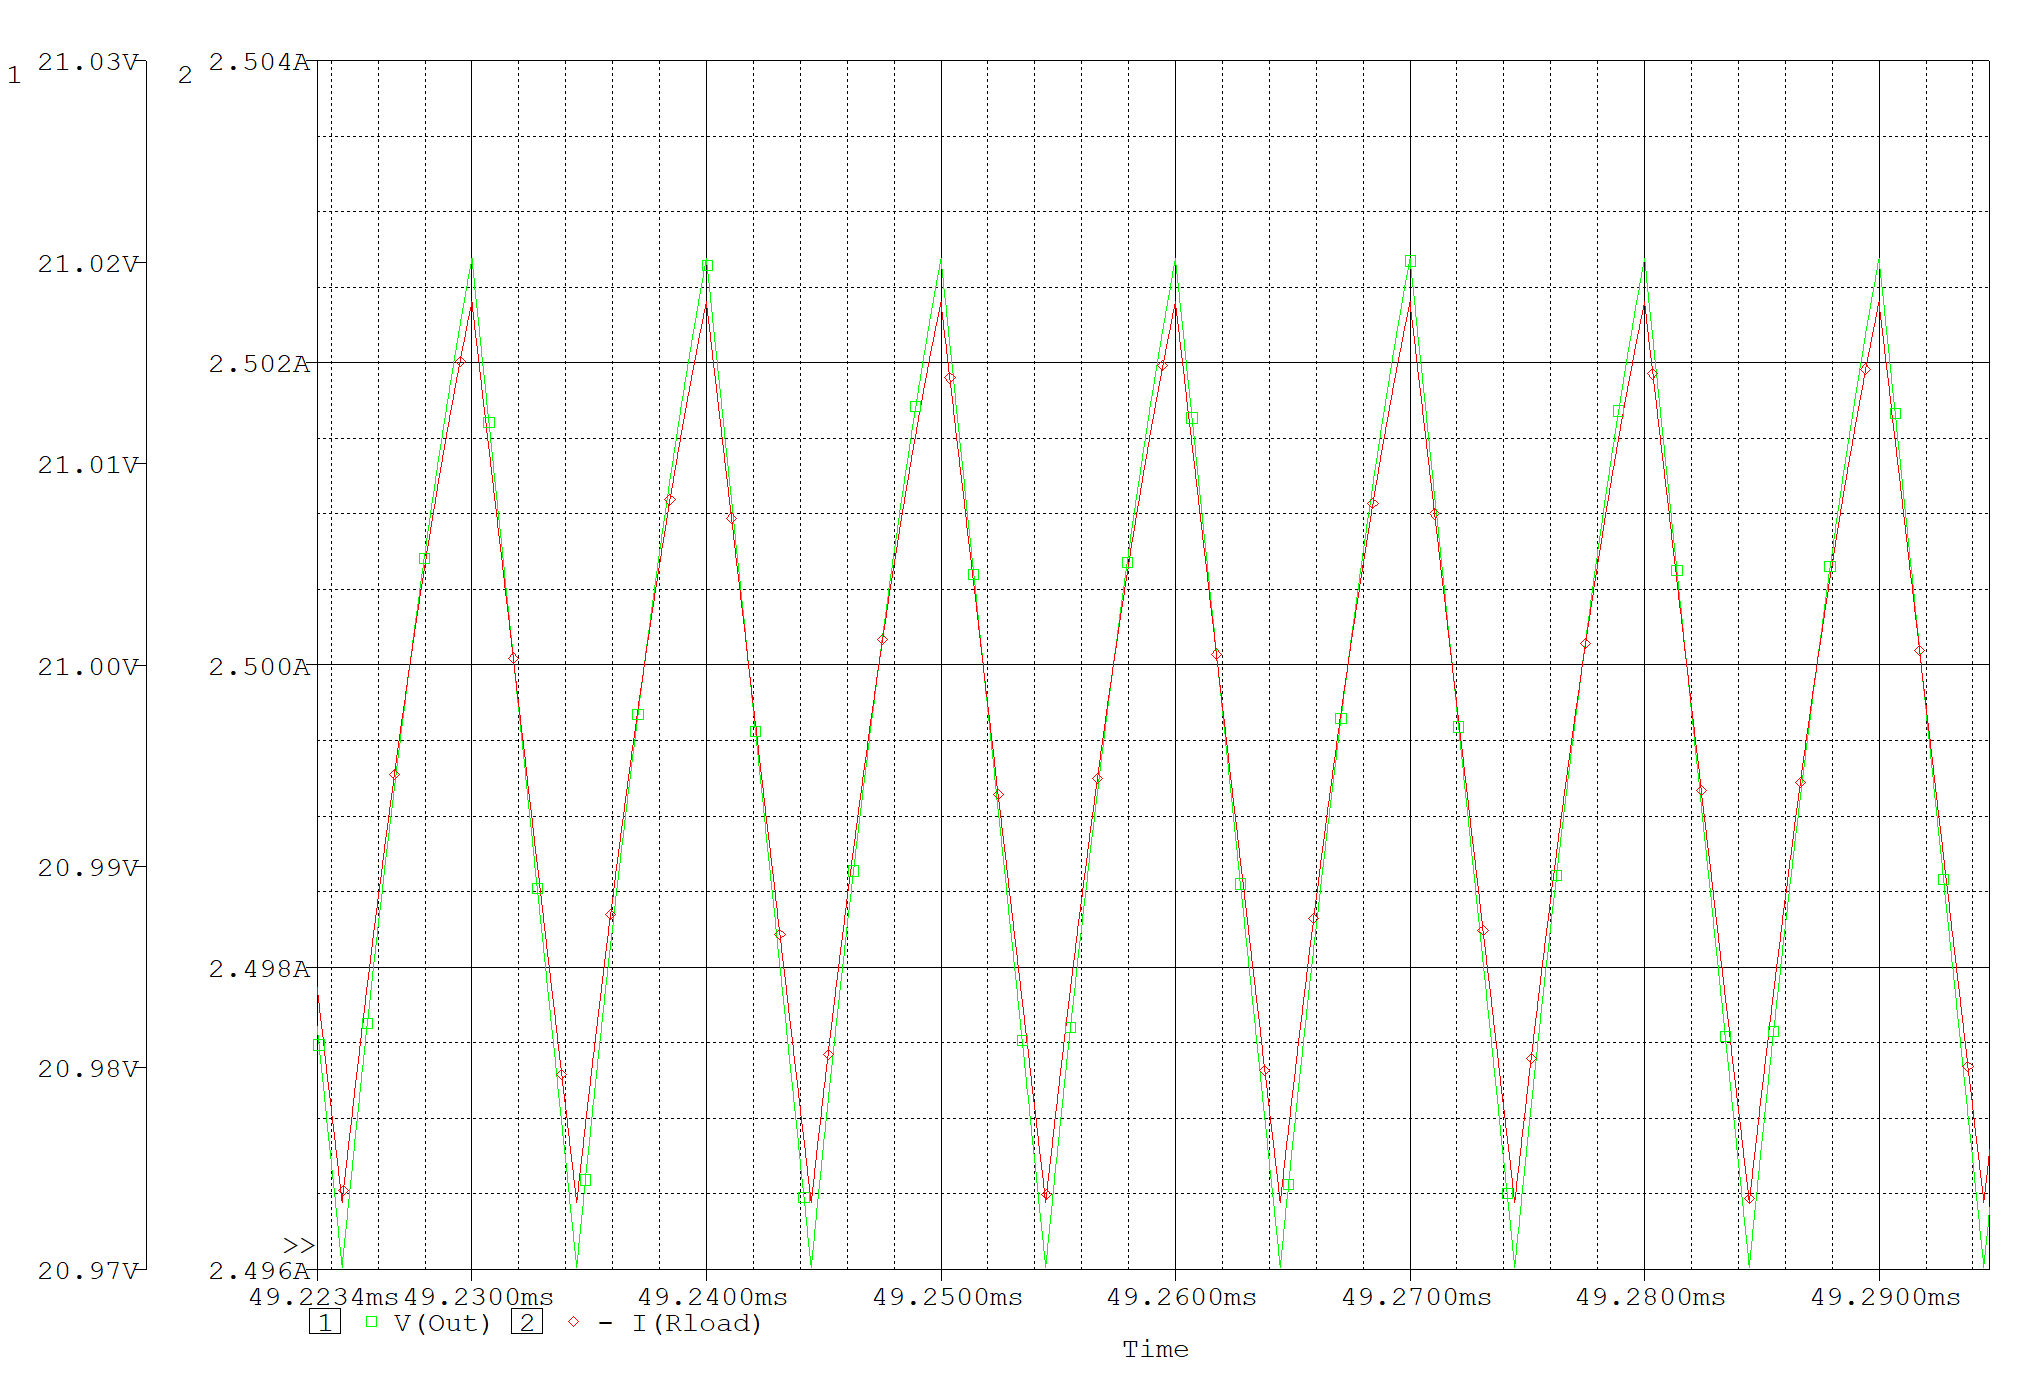 1 21.03V 2 2.504A
21.02V
2.502A
21.01V
21.00V 2.500A
20.99V
2.498A
20.98V
>>
20.97V 2.496A
49.2234ms 49.2300ms 49.2400ms 49.2500ms 49.2600ms 49.2700ms 49.2800ms 49.2900ms
1 V(Out) 2 - I(Rload)
Time